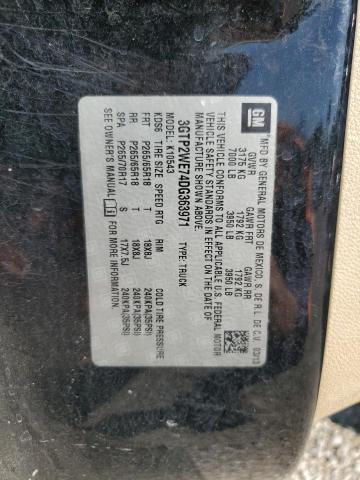 GM
MFD BY GENERAL MOTORS DE MEXICO, S. DE R.L. DE C.V. 03/13
GVWR GAWR FRT GAWR RR
3175 KG 1792 KG 1792 KG
7000 LB 3950 LB 3950 LB
THIS VEHICLE CONFORMS TO ALL APPLICABLE U.S. FEDERAL MOTOR
VEHICLE SAFETY STANDARDS IN EFFECT ON THE DATE OF
MANUFACTURE SHOWN ABOVE.
3GTP2WE74DG363971 TYPE: TRUCK
MODEL: K10543
KDS6 TIRE SIZE SPEED RTG RIM COLD TIRE PRESSURE
FRT P265/65R18 T 18X8J 240KPA(35PSI)
RR P265/65R18 T 18X8J 240KPA(35PSI)
SPA P265/70R17 S 17X7.5J 240KPA(35PSI)
SEE OWNER'S MANUAL FOR MORE INFORMATION.